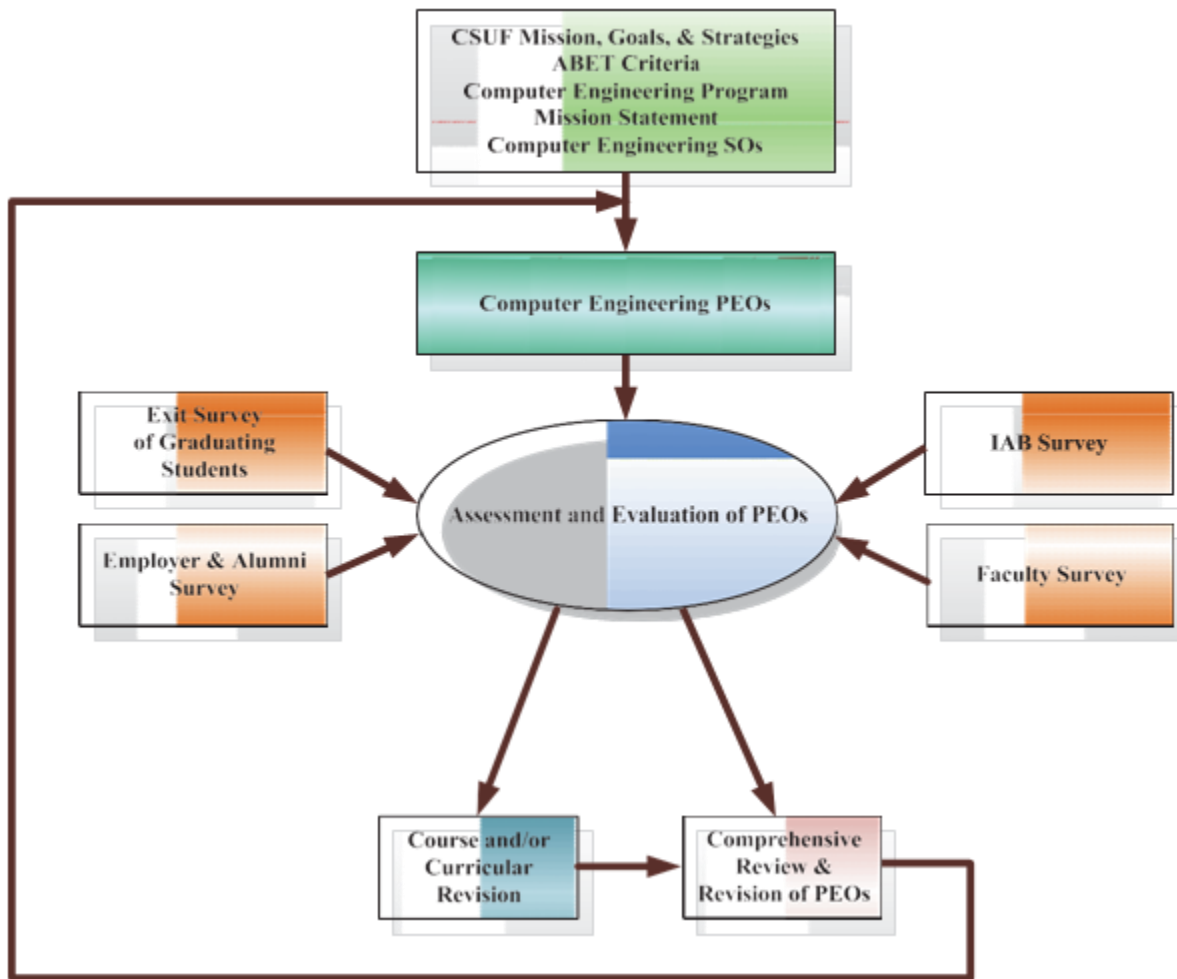 CSUF Mission, Goals, & Strategies
ABET Criteria
Computer Engineering Program
Mission Statement
Computer Engineering SOs
Computer Engineering PEOs
Exit Survey
of Graduating
Students
IAB Survey
Assessment and Evaluation of PEOs
Employer & Alumni
Survey
Faculty Survey
Course and/or
Curricular
Revision
Comprehensive
Review &
Revision of PEOs